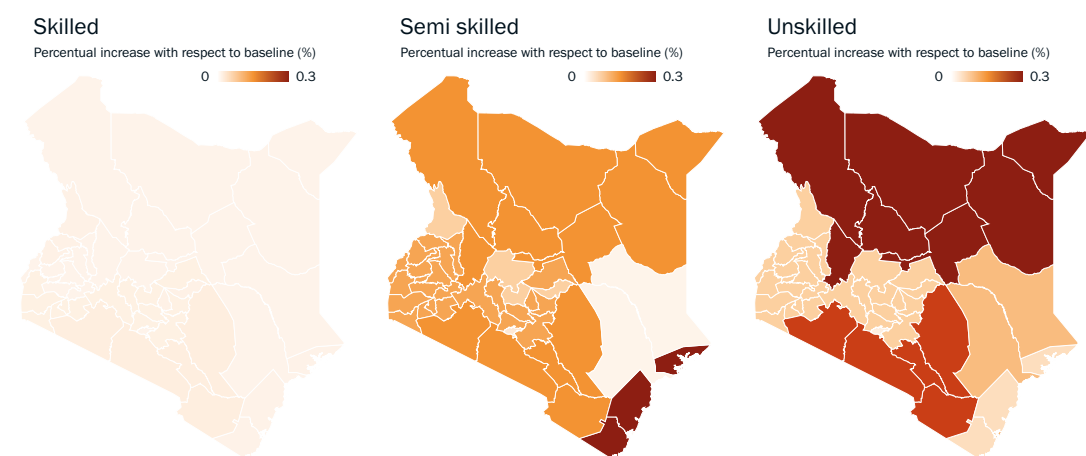 Skilled
Percentual increase with respect to baseline (%)
0 0.3
Semi skilled
Percentual increase with respect to baseline (%)
0 0.3
Unskilled
Percentual increase with respect to baseline (%)
0 0.3